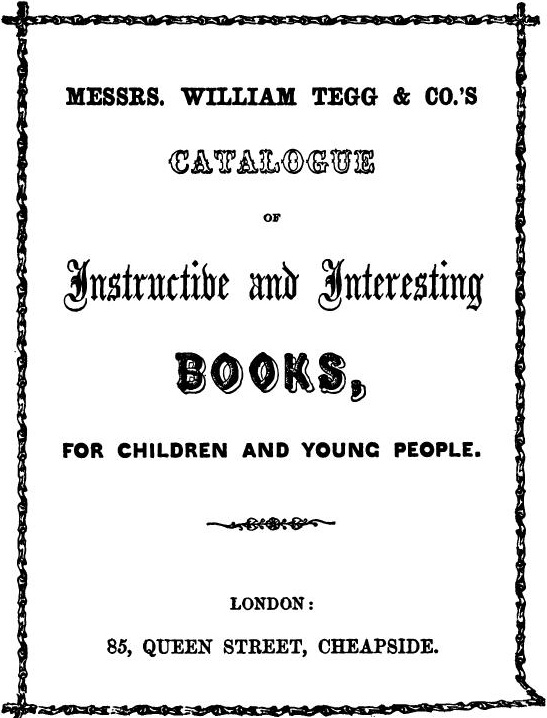 MESSRS. WILLIAM TEGG & CO.'S
CATALOGUE
OF
Instructive and Interesting
BOOKS,
FOR CHILDREN AND YOUNG PEOPLE.
LONDON:
85, QUEEN STREET, CHEAPSIDE.